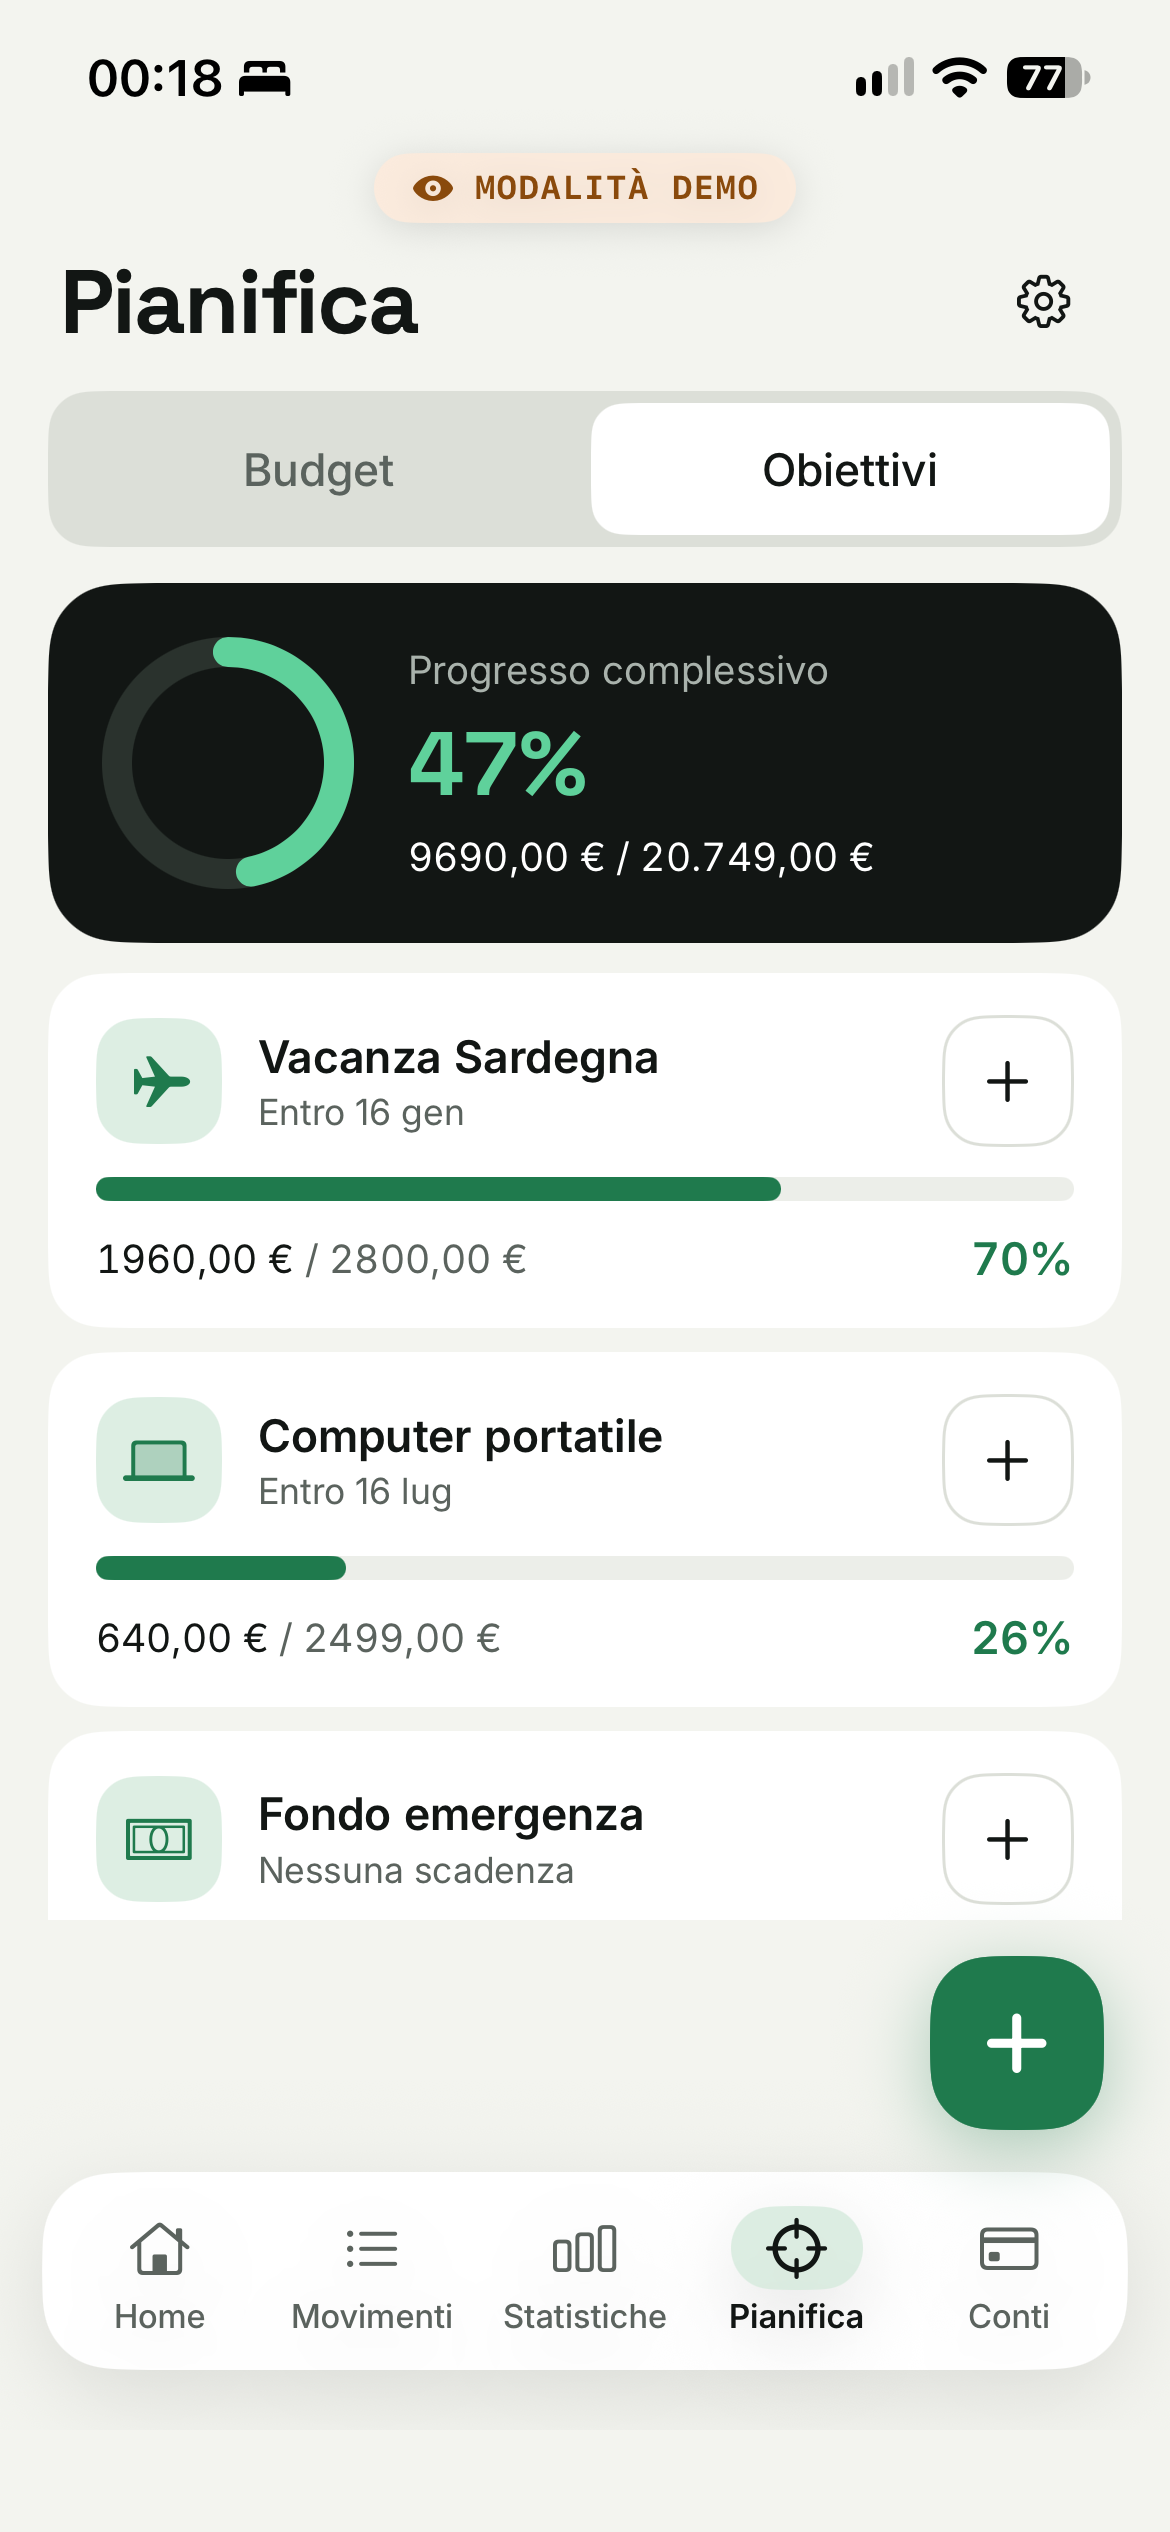 00:18
77
MODALITÀ DEMO
Pianifica
Budget
Obiettivi
Progresso complessivo
47%
9690,00 € / 20.749,00 €
Vacanza Sardegna
Entro 16 gen
1960,00 € / 2800,00 €
70%
Computer portatile
Entro 16 lug
640,00 € / 2499,00 €
26%
Fondo emergenza
Nessuna scadenza
Home
Movimenti
Statistiche
Pianifica
Conti